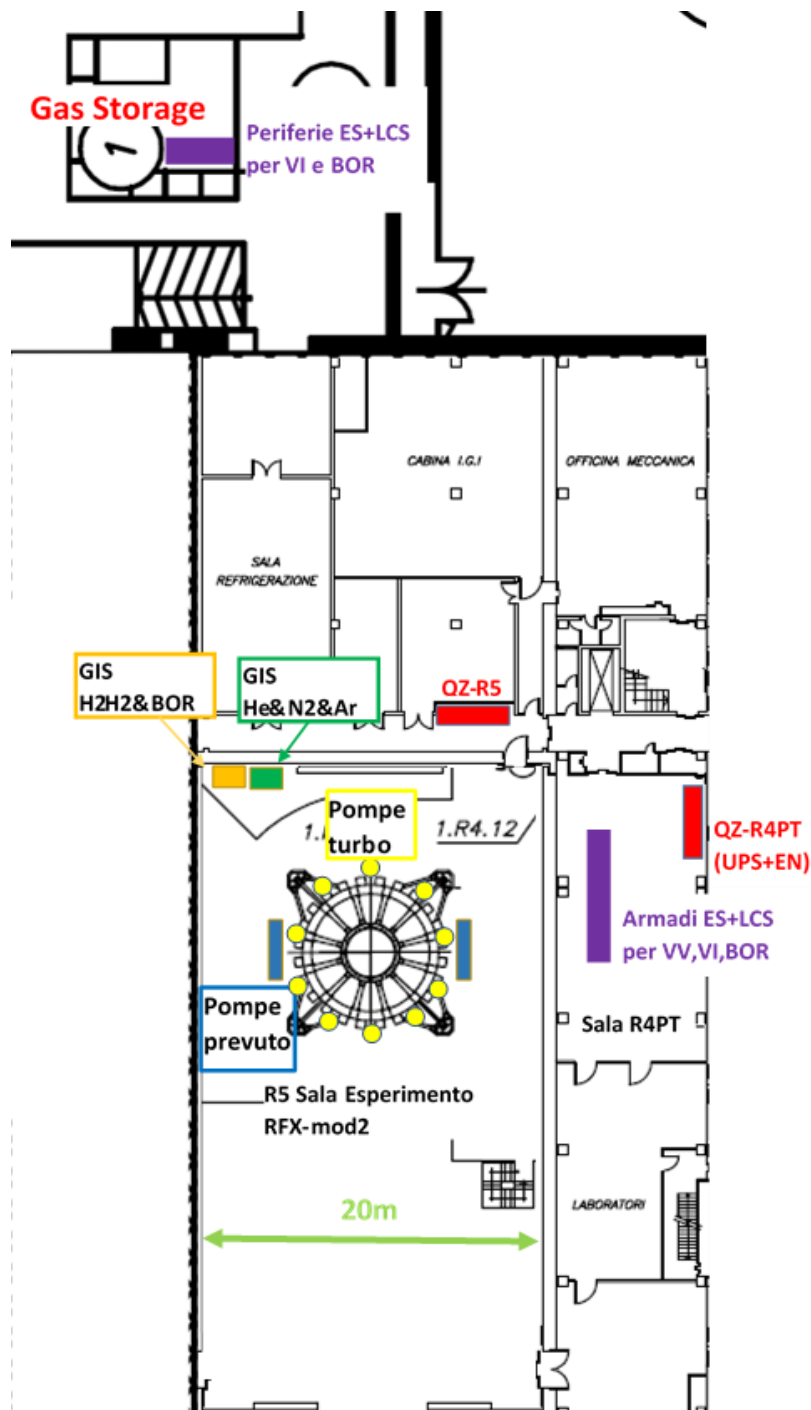 Gas Storage
1
Periferie ES+LCS
per VI e BOR
CABINA I.G.I
OFFICINA MECCANICA
SALA
REFRIGERAZIONE
GIS
H2H2&BOR
GIS
He&N2&Ar
QZ-R5
Pompe
turbo
1.R4.12
QZ-R4PT
(UPS+EN)
Armadi ES+LCS
per VV,VI,BOR
Pompe
prevuto
Sala R4PT
R5 Sala Esperimento
RFX-mod2
LABORATORI
20m